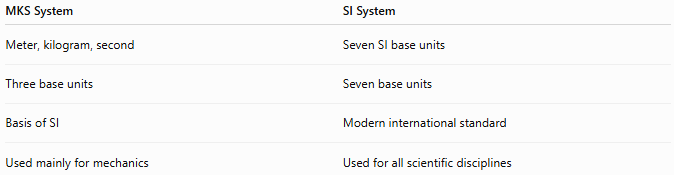 MKS System SI System
Meter, kilogram, second Seven SI base units
Three base units Seven base units
Basis of SI Modern international standard
Used mainly for mechanics Used for all scientific disciplines